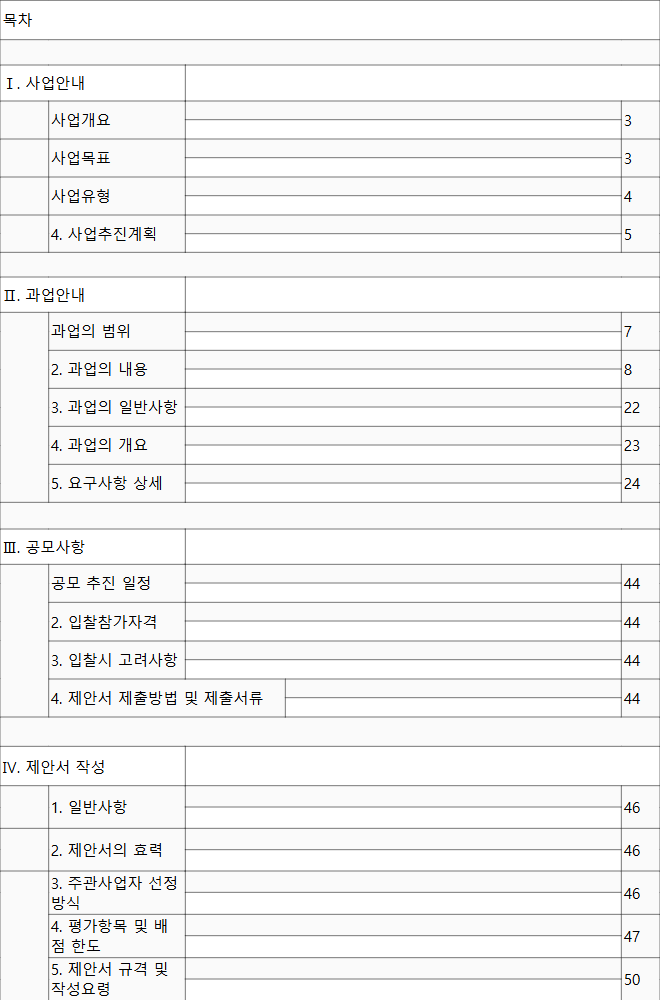 목차
Ⅰ. 사업안내
사업개요 3
사업목표 3
사업유형 4
4. 사업추진계획 5
Ⅱ. 과업안내
과업의 범위 7
2. 과업의 내용 8
3. 과업의 일반사항 22
4. 과업의 개요 23
5. 요구사항 상세 24
Ⅲ. 공모사항
공모 추진 일정 44
2. 입찰참가자격 44
3. 입찰시 고려사항 44
4. 제안서 제출방법 및 제출서류 44
Ⅳ. 제안서 작성
1. 일반사항 46
2. 제안서의 효력 46
3. 주관사업자 선정
방식 46
4. 평가항목 및 배
점 한도 47
5. 제안서 규격 및
작성요령 50